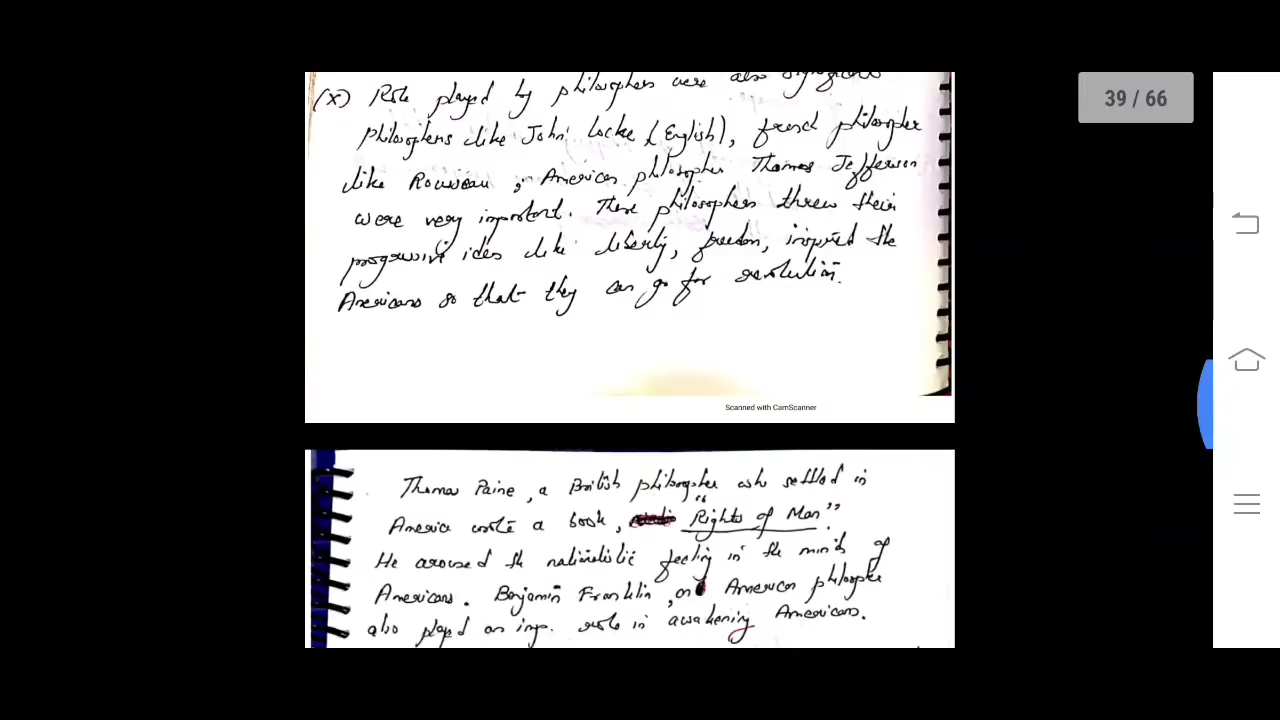 (X) Role played by philosophers were also significant
39 / 66
philosophers like John Locke (English), french philosopher
like Rousseau, American philosopher Thomas Jefferson
were very important. These philosophers threw their
progressive ideas like liberty, freedom, inspired the
Americans so that they can go for revolution.
Scanned with CamScanner
Thomas Paine, a British philosopher who settled in
America wrote a book, "Rights of Man".
He aroused the nationalistic feeling in the minds of
Americans. Benjamin Franklin, an American philosopher
also played an imp. role in awakening Americans.